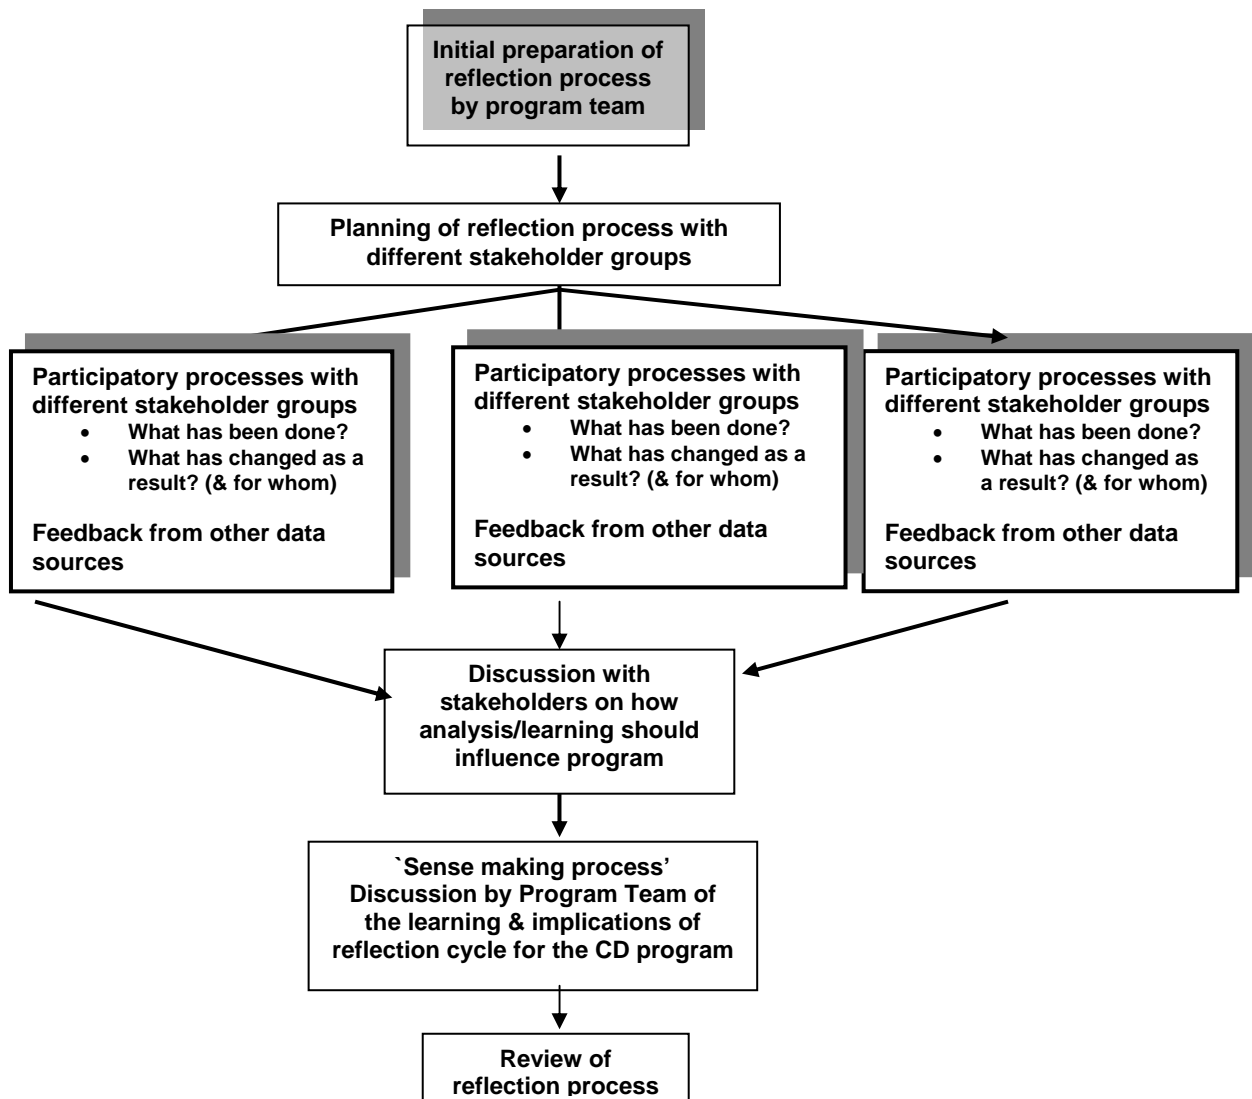 Initial preparation of
reflection process
by program team
Planning of reflection process with
different stakeholder groups
Participatory processes with
different stakeholder groups
• What has been done?
• What has changed as a
result? (& for whom)
Feedback from other data
sources
Participatory processes with
different stakeholder groups
• What has been done?
• What has changed as a
result? (& for whom)
Feedback from other data
sources
Participatory processes with
different stakeholder groups
• What has been done?
• What has changed as
a result? (& for whom)
Feedback from other data
sources
Discussion with
stakeholders on how
analysis/learning should
influence program
`Sense making process’
Discussion by Program Team of
the learning & implications of
reflection cycle for the CD program
Review of
reflection process